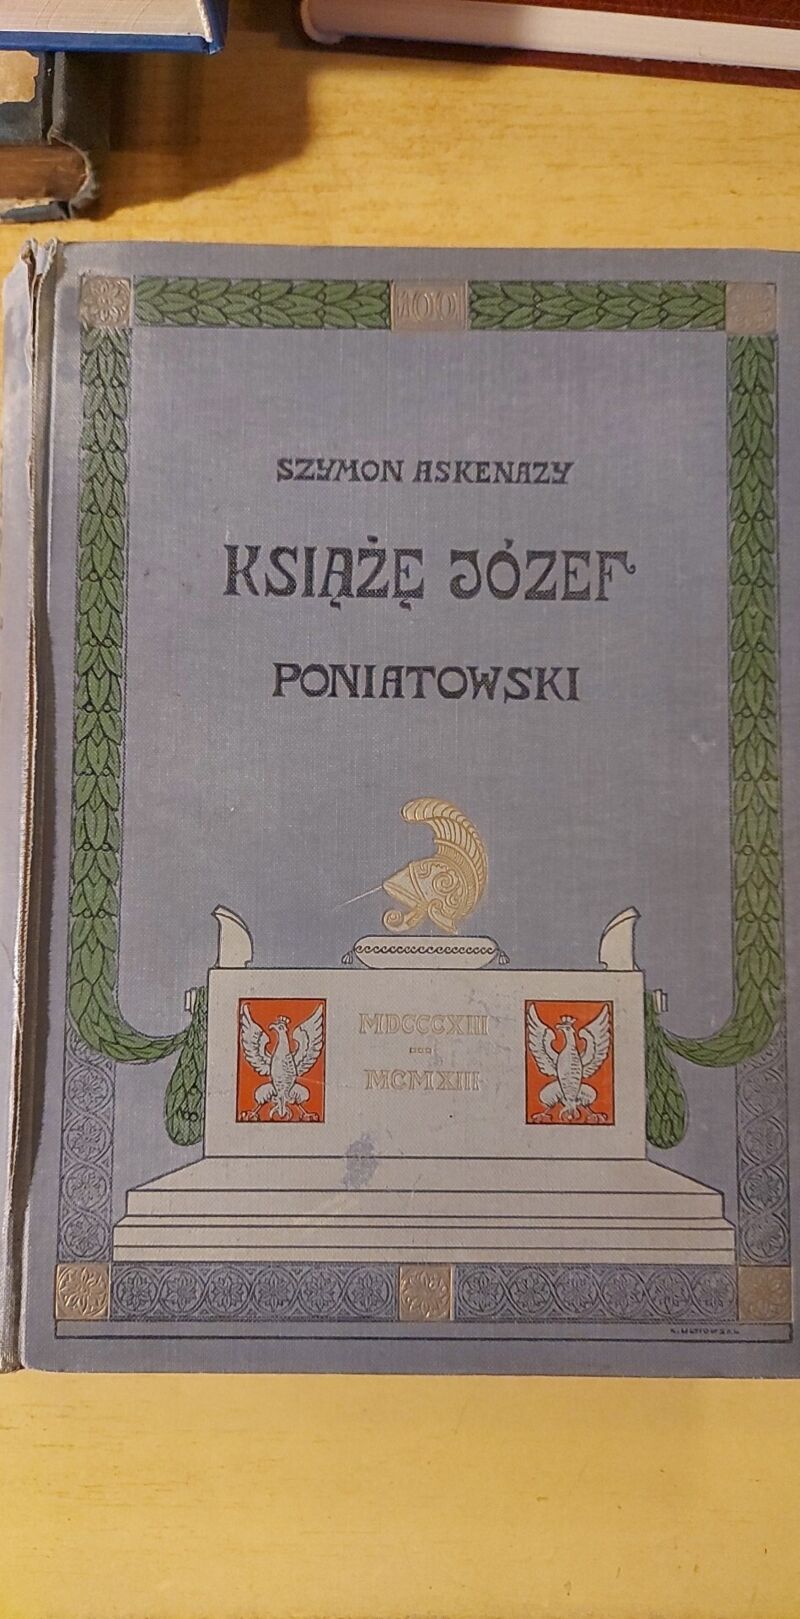 100
SZYMON ASKENAZY
KSIĄŻĘ JÓZEF
PONIATOWSKI
MDCCCXIII
MCMXIII